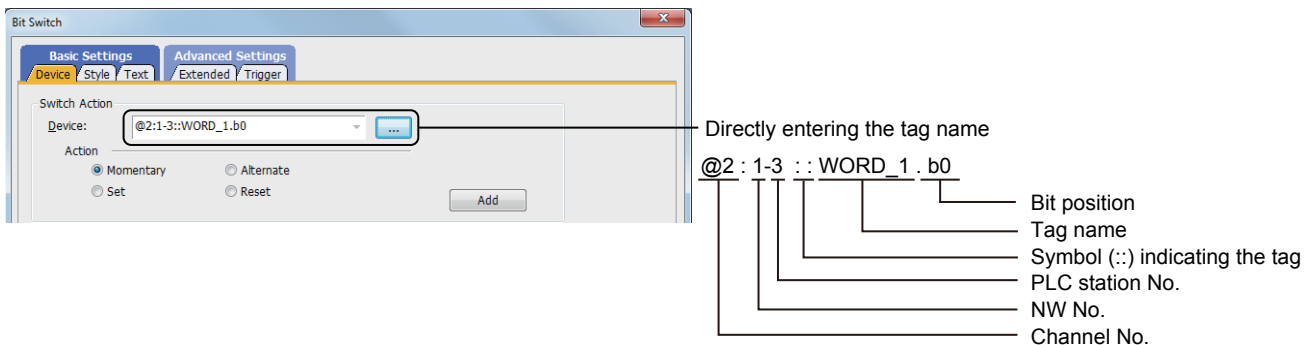 Bit Switch
x
Basic Settings
Advanced Settings
Device Style Text Extended Trigger
Switch Action
Device: @2:1-3::WORD_1.b0 ...
Action
Momentary Alternate
Set Reset
Add
Directly entering the tag name
@2 : 1-3 : : WORD_1 . b0
Bit position
Tag name
Symbol (::) indicating the tag
PLC station No.
NW No.
Channel No.